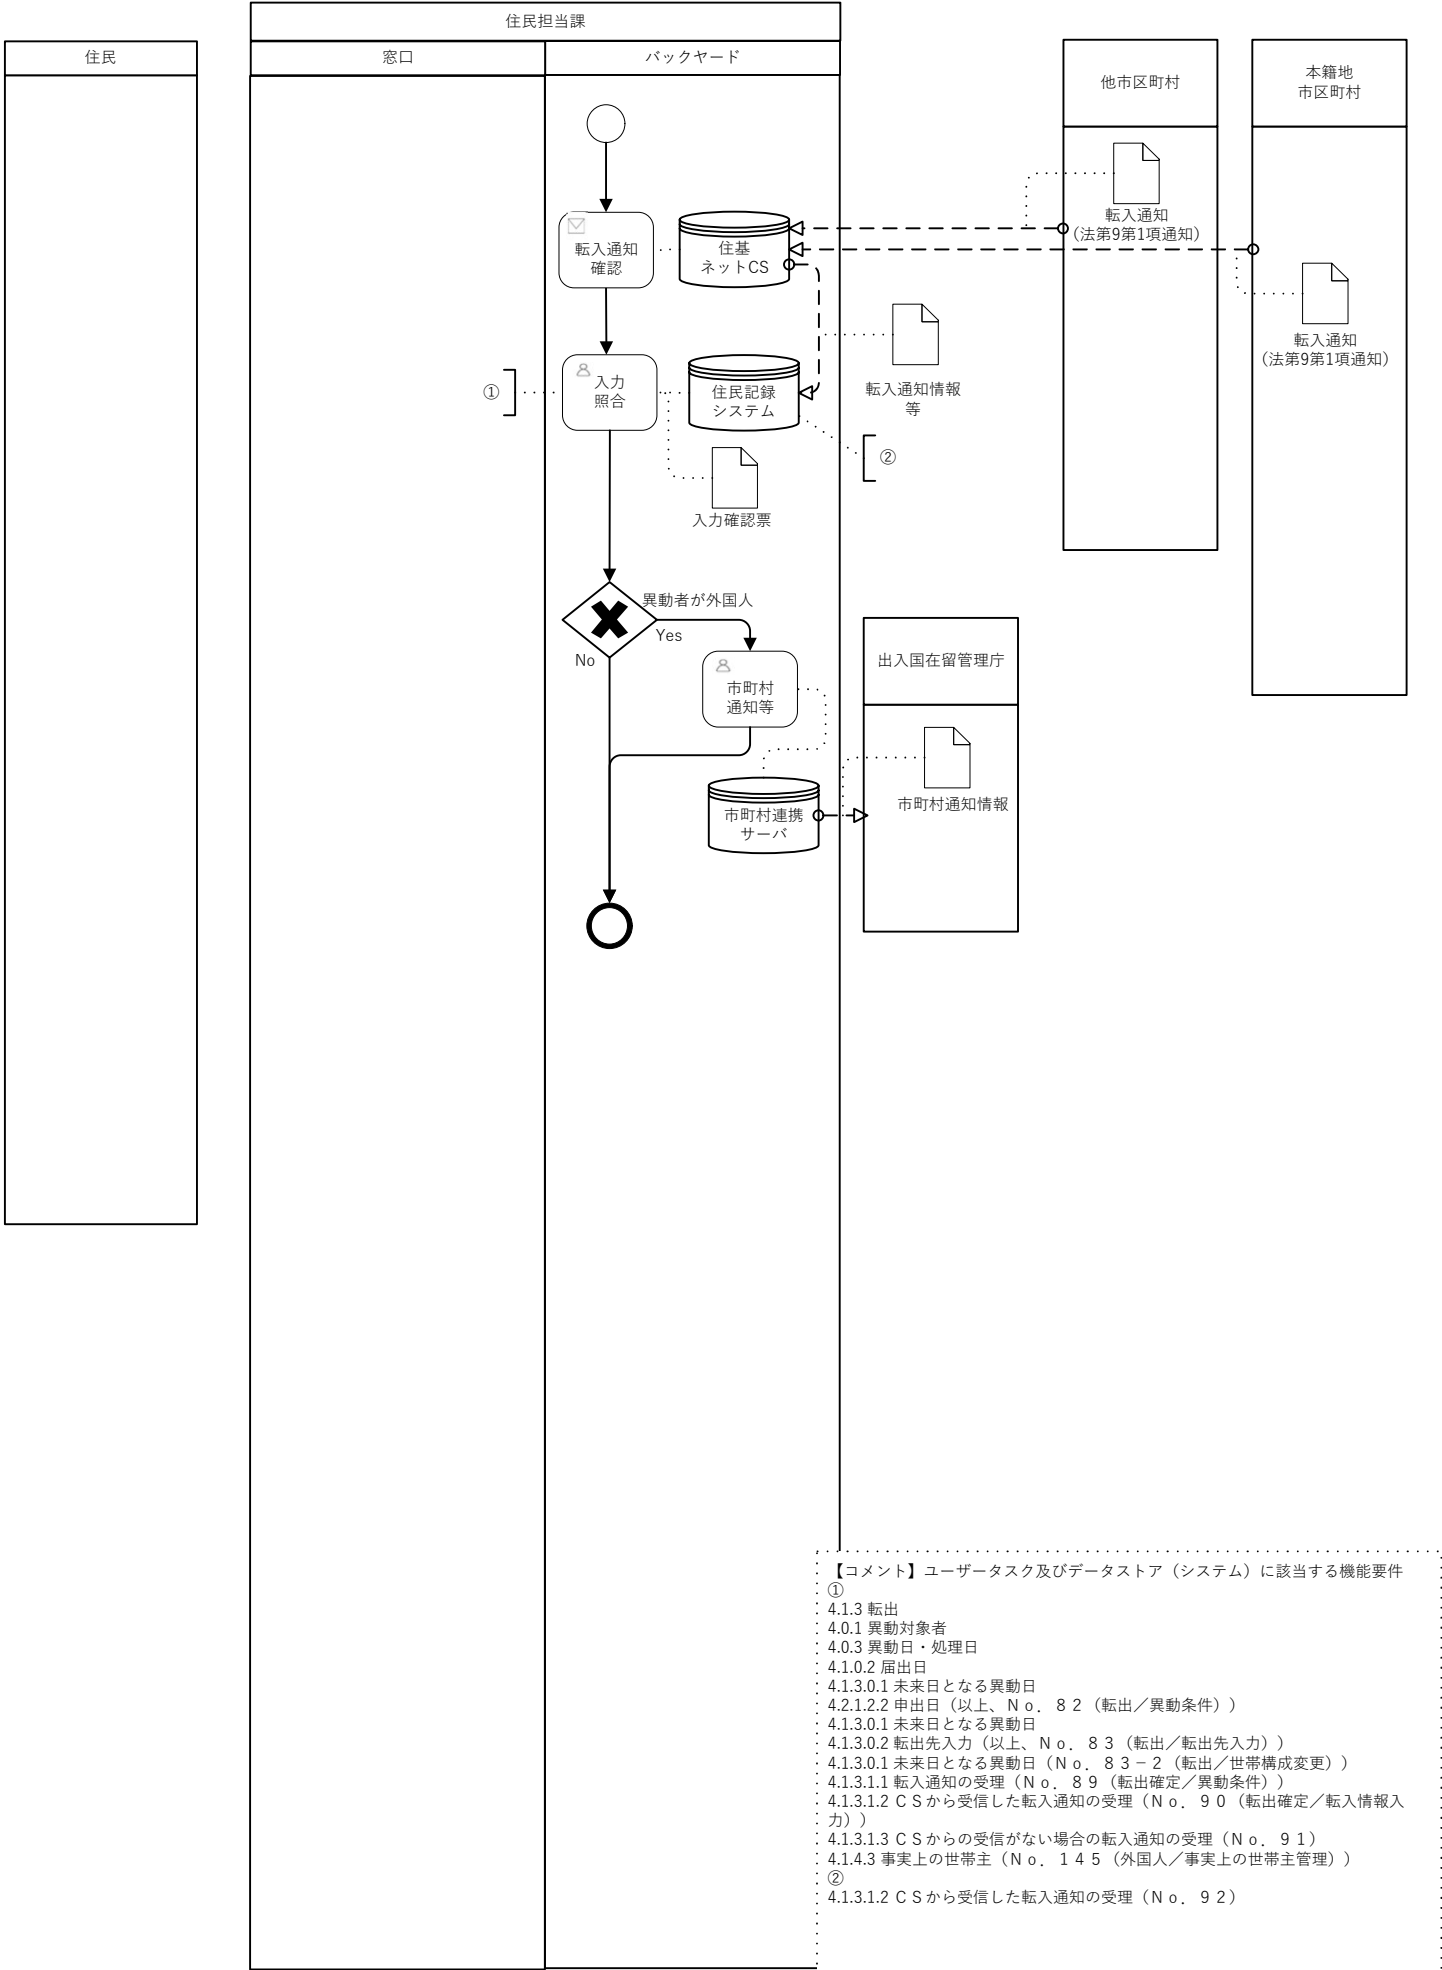 住民担当課
住民
窓口
バックヤード
他市区町村
本籍地
市区町村
転入通知
(法第9第1項通知)
転入通知
確認
住基
ネットCS
転入通知
(法第9第1項通知)
転入通知情報
等
①
入力
照合
住民記録
システム
②
入力確認票
異動者が外国人
Yes
No
市町村
通知等
出入国在留管理庁
市町村通知情報
市町村連携
サーバ
【コメント】ユーザータスク及びデータストア（システム）に該当する機能要件
①
4.1.3 転出
4.0.1 異動対象者
4.0.3 異動日・処理日
4.1.0.2 届出日
4.1.3.0.1 未来日となる異動日
4.2.1.2.2 申出日（以上、Ｎｏ．８２（転出／異動条件））
4.1.3.0.1 未来日となる異動日
4.1.3.0.2 転出先入力（以上、Ｎｏ．８３（転出／転出先入力））
4.1.3.0.1 未来日となる異動日（Ｎｏ．８３－２（転出／世帯構成変更））
4.1.3.1.1 転入通知の受理（Ｎｏ．８９（転出確定／異動条件））
4.1.3.1.2 ＣＳから受信した転入通知の受理（Ｎｏ．９０（転出確定／転入情報入
力））
4.1.3.1.3 ＣＳからの受信がない場合の転入通知の受理（Ｎｏ．９１）
4.1.4.3 事実上の世帯主（Ｎｏ．１４５（外国人／事実上の世帯主管理））
②
4.1.3.1.2 ＣＳから受信した転入通知の受理（Ｎｏ．９２）